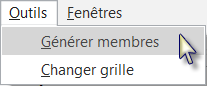 Outils Fenêtres
Générer membres
Changer grille